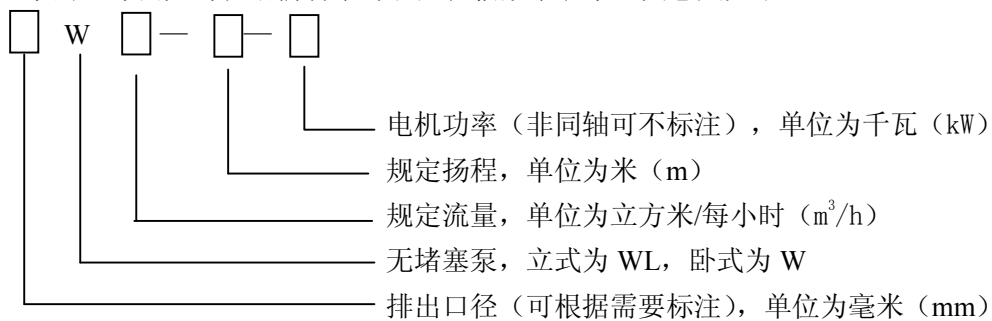 □ W □— □—□
电机功率（非同轴可不标注），单位为千瓦（kW）
规定扬程，单位为米（m）
规定流量，单位为立方米/每小时（m³/h）
无堵塞泵，立式为 WL，卧式为 W
排出口径（可根据需要标注），单位为毫米（mm）